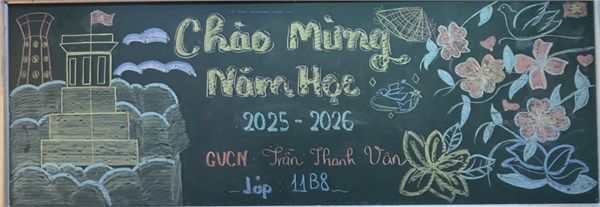 Chào Mừng
Năm Học
2025 - 2026
GVCN: Trần Thanh Vân
Lớp: 11B8